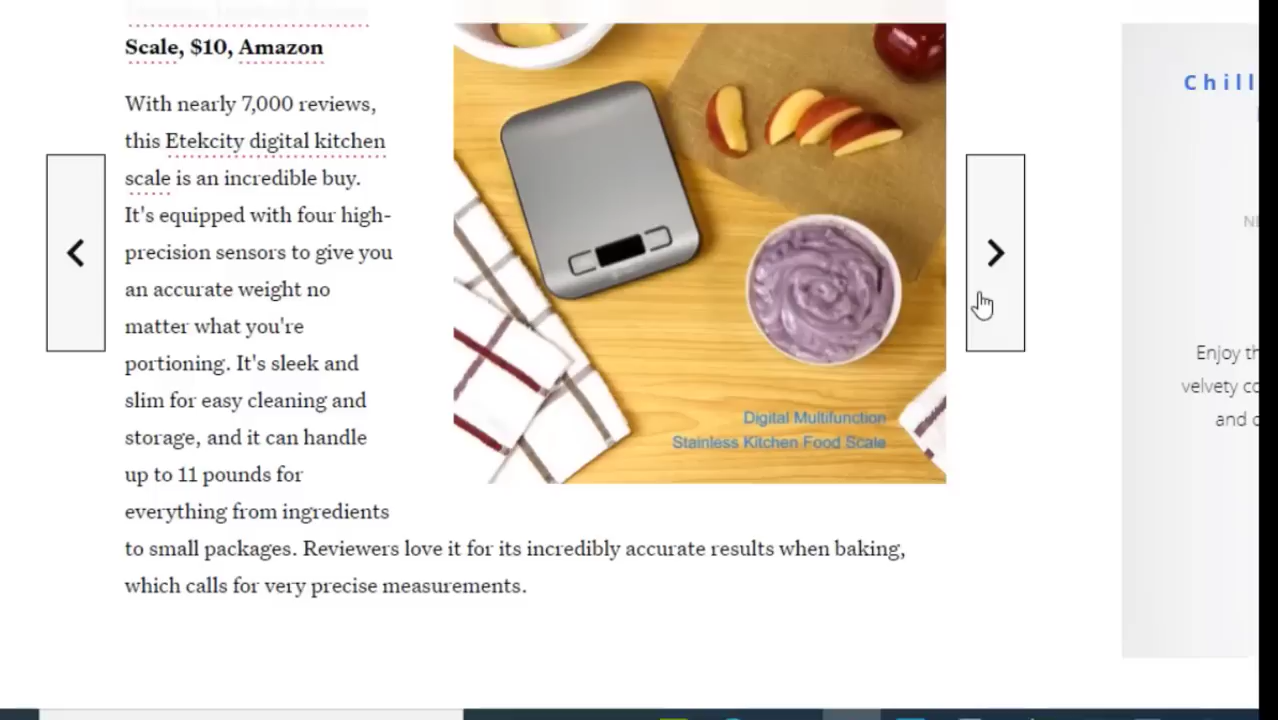 Scale, $10, Amazon
With nearly 7,000 reviews,
this Etekcity digital kitchen
scale is an incredible buy.
It's equipped with four high-
precision sensors to give you
an accurate weight no
matter what you're
portioning. It's sleek and
slim for easy cleaning and
storage, and it can handle
up to 11 pounds for
everything from ingredients
to small packages. Reviewers love it for its incredibly accurate results when baking,
which calls for very precise measurements.
Digital Multifunction
Stainless Kitchen Food Scale
Chill
Enjoy th
velvety co
and c